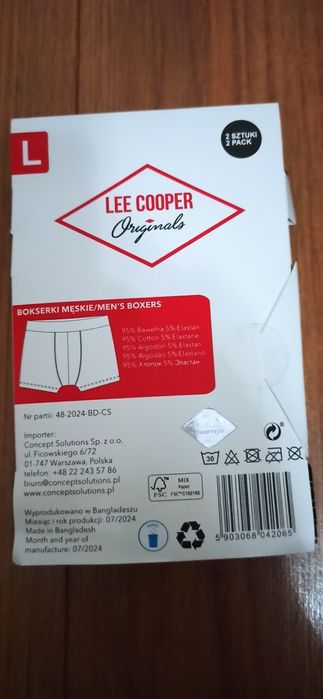 L
2 SZTUKI
2 PACK
LEE COOPER
Originals
BOKSERKI MĘSKIE/MEN'S BOXERS
95% Bawełna 5% Elastan
95% Cotton 5% Elastane
95% Algodón 5% Elastan
95% Algodão 5% Elastano
95% Хлопок 5% Эластан
Nr partii: 48-2024-BD-CS
Importer:
Concept Solutions Sp. z o.o.
ul. Ficowskiego 6/72
01-747 Warszawa, Polska
telefon: +48 22 243 57 86
biuro@conceptsolutions.pl
www.conceptsolutions.pl
30
FSC
MIX
Paper
FSC® C192192
Wyprodukowano w Bangladeszu
Miesiąc i rok produkcji: 07/2024
Made in Bangladesh
Month and year of
manufacture: 07/2024
PAPIER
5 903068 042065